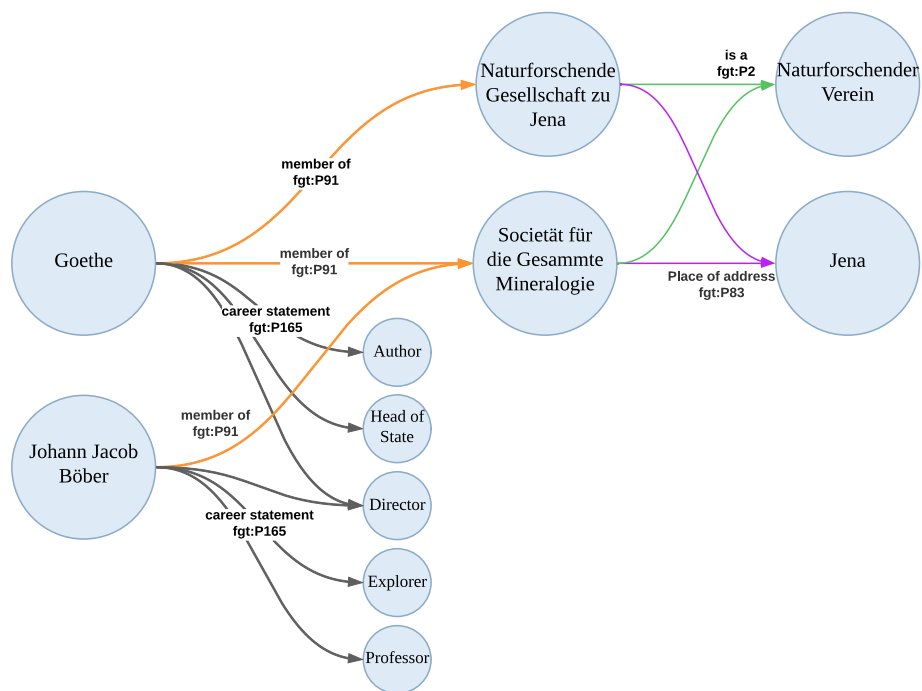 is a
fgt:P2
Naturforschende
Gesellschaft zu
Jena
Naturforschender
Verein
member of
fgt:P91
Goethe
member of
fgt:P91
Societät für
die Gesammte
Mineralogie
Jena
Place of address
fgt:P83
career statement
fgt:P165
Author
member of
fgt:P91
Head of
State
Johann Jacob
Böber
Director
career statement
fgt:P165
Explorer
Professor